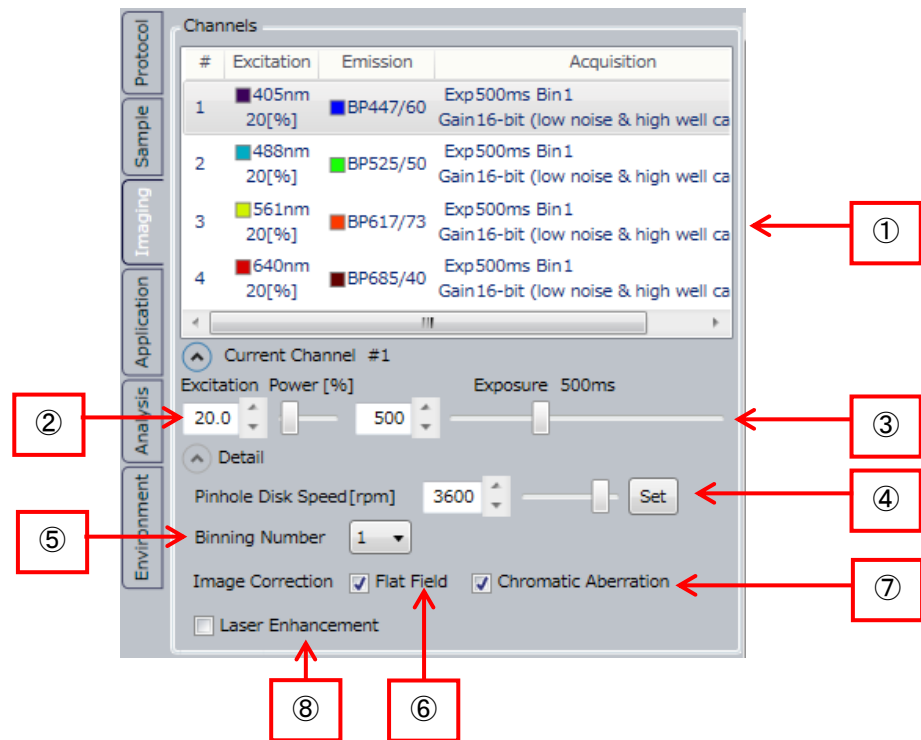 Protocol
Sample
Imaging
Application
Analysis
Environment
Channels
# Excitation Emission Acquisition
1 405nm 20[%] BP447/60 Exp500ms Bin1
Gain16-bit (low noise & high well ca
2 488nm 20[%] BP525/50 Exp500ms Bin1
Gain16-bit (low noise & high well ca
3 561nm 20[%] BP617/73 Exp500ms Bin1
Gain16-bit (low noise & high well ca
4 640nm 20[%] BP685/40 Exp500ms Bin1
Gain16-bit (low noise & high well ca
①
Current Channel #1
Excitation Power [%] Exposure 500ms
② 20.0 500 ③
Detail
Pinhole Disk Speed[rpm] 3600 Set ④
⑤ Binning Number 1
Image Correction Flat Field Chromatic Aberration ⑦
Laser Enhancement
⑧ ⑥